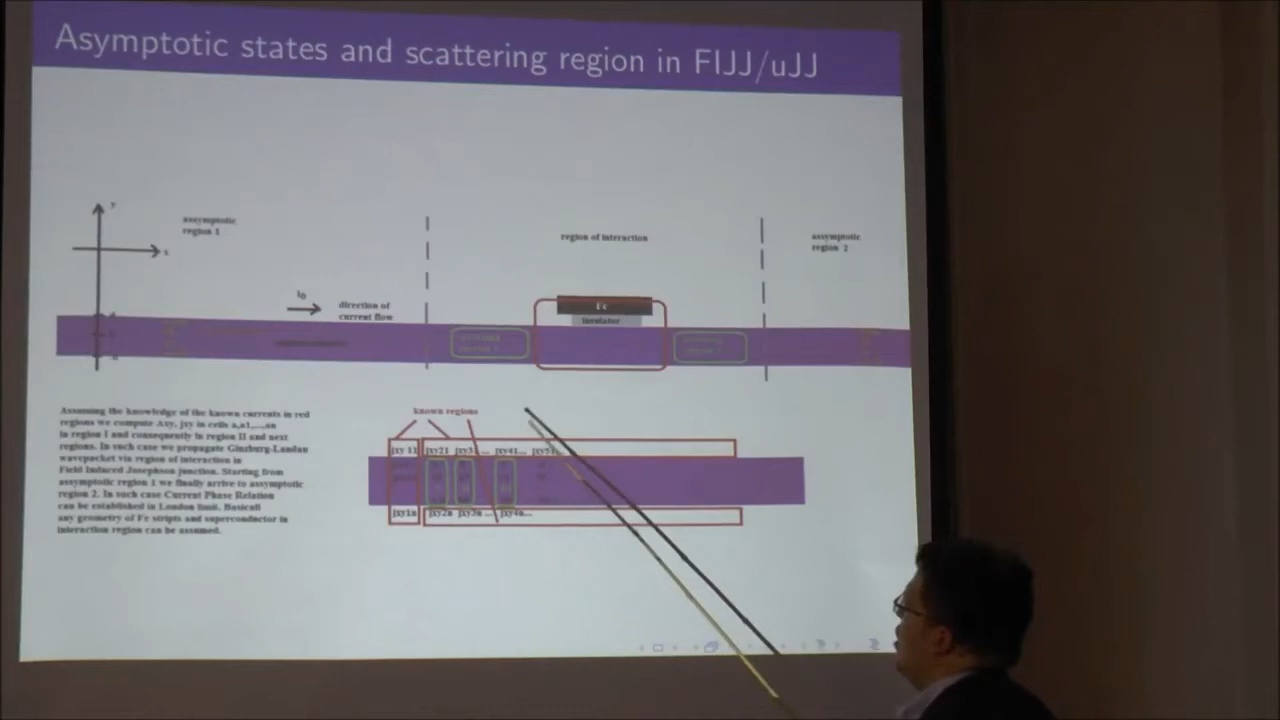 Asymptotic states and scattering region in FIJJ/uJJ
y
assymptotic
region 1
x
region of interaction
assymptotic
region 2
I0
direction of
current flow
Fe
insulator
Assuming the knowledge of the known currents in red
regions we compute Axy, jxy in cells a,a1,...,an
in region I and consequently in region II and next
regions. In such case we propagate Ginzburg-Landau
wavepacket via region of interaction in
Field Induced Josephson junction. Starting from
assymptotic region 1 we finally arrive to assymptotic
region 2. In such case Current Phase Relation
can be established in London limit. Basicall
any geometry of Fe stripts and superconductor in
interaction region can be assumed.
known regions
jxy 11 jxy21 jxy31... jxy41... jxy51...
jxy1n jxy2n jxy3n ... jxy4n...